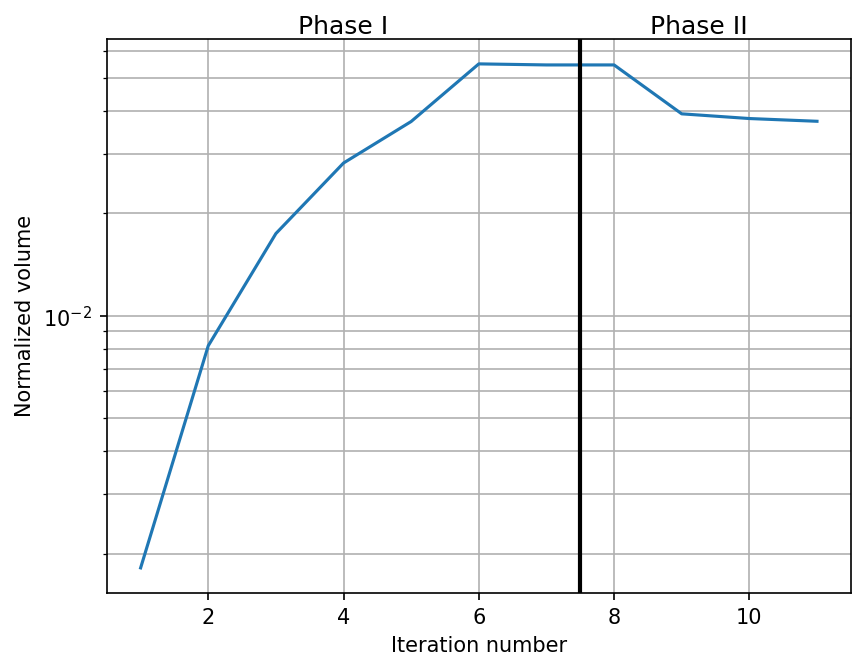 Phase I
Phase II
Normalized volume
10⁻²
2
4
6
8
10
Iteration number